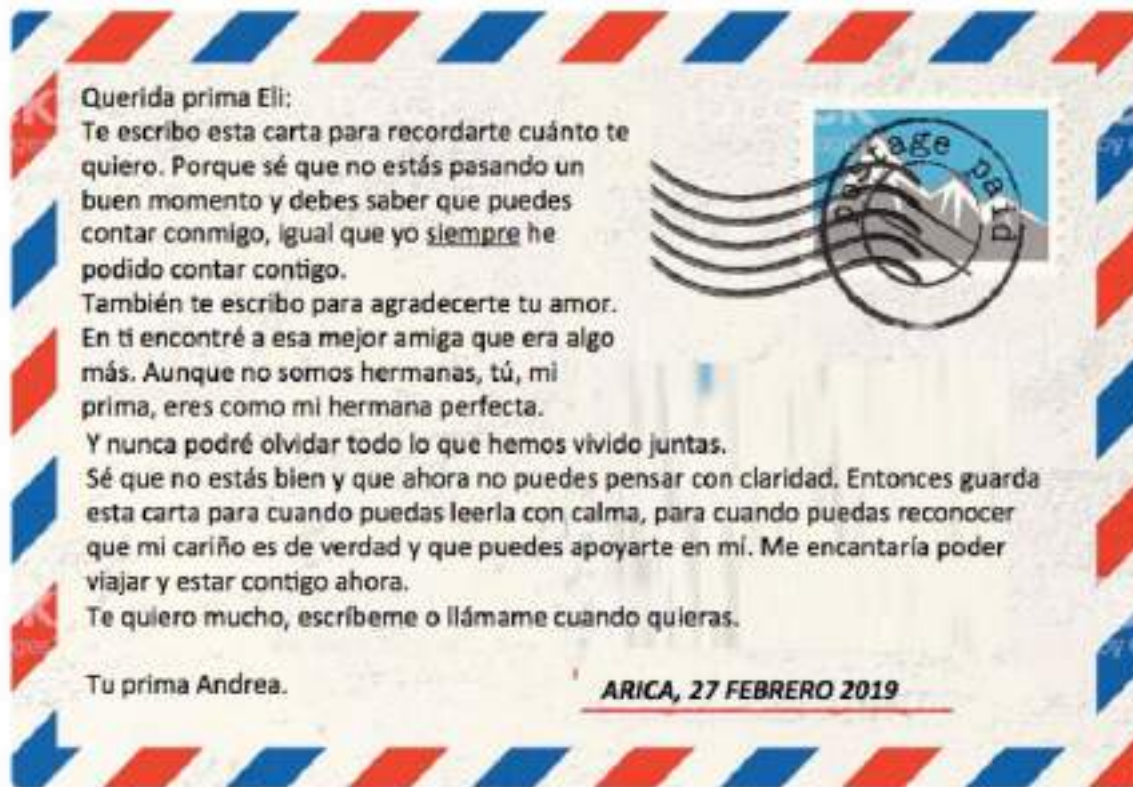 Querida prima Eli:
Te escribo esta carta para recordarte cuánto te
quiero. Porque sé que no estás pasando un
buen momento y debes saber que puedes
contar conmigo, igual que yo siempre he
podido contar contigo.
También te escribo para agradecerte tu amor.
En ti encontré a esa mejor amiga que era algo
más. Aunque no somos hermanas, tú, mi
prima, eres como mi hermana perfecta.
Y nunca podré olvidar todo lo que hemos vivido juntas.
Sé que no estás bien y que ahora no puedes pensar con claridad. Entonces guarda
esta carta para cuando puedas leerla con calma, para cuando puedas reconocer
que mi cariño es de verdad y que puedes apoyarte en mí. Me encantaría poder
viajar y estar contigo ahora.
Te quiero mucho, escríbeme o llámame cuando quieras.
Tu prima Andrea.
ARICA, 27 FEBRERO 2019